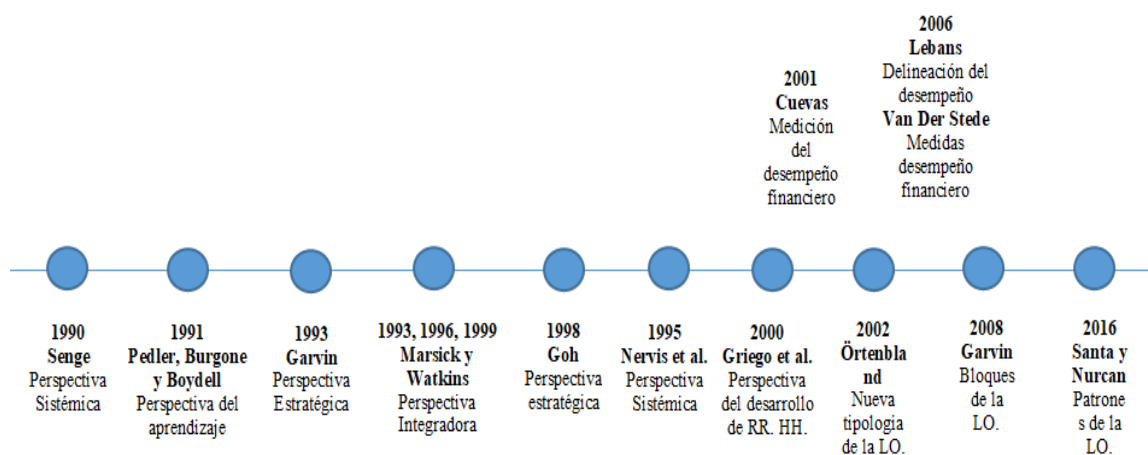 2001
Cuevas
Medición
del
desempeño
financiero
2006
Lebans
Delineación del
desempeño
Van Der Stede
Medidas
desempeño
financiero
1990
Senge
Perspectiva
Sistémica
1991
Pedler, Burgone
y Boydell
Perspectiva del
aprendizaje
1993
Garvin
Perspectiva
Estratégica
1993, 1996, 1999
Marsick y
Watkins
Perspectiva
Integradora
1998
Goh
Perspectiva
estratégica
1995
Nervis et al.
Perspectiva
Sistémica
2000
Griego et al.
Perspectiva
del desarrollo
de RR. HH.
2002
Örtenbla
nd
Nueva
tipología
de la LO.
2008
Garvin
Bloques
de la
LO.
2016
Santa y
Nurcan
Patrone
s de la
LO.